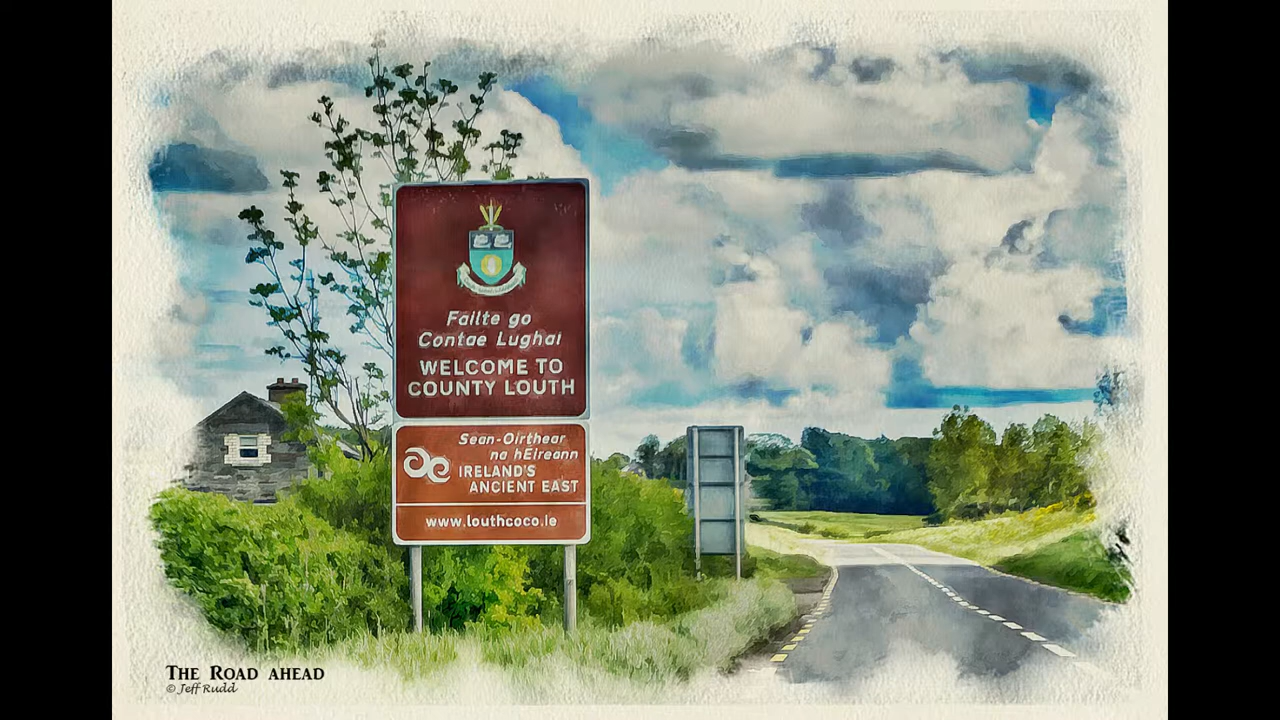 Failte go
Contae Lughaí
WELCOME TO
COUNTY LOUTH
Sean-Oirthear
na hÉireann
IRELAND'S
ANCIENT EAST
www.louthcoco.ie
THE ROAD AHEAD
© Jeff Rudd